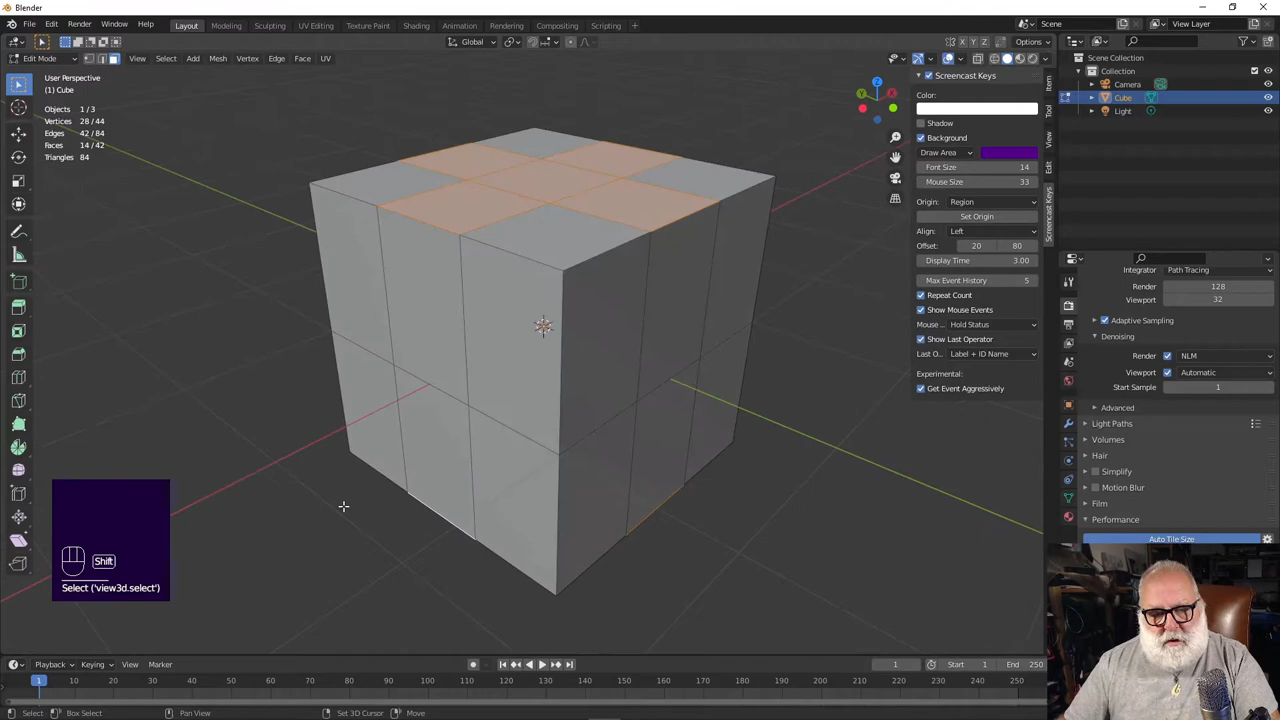 Blender
File Edit Render Window Help Layout Modeling Sculpting UV Editing Texture Paint Shading Animation Rendering Compositing Scripting +
Scene View Layer
Global X Y Z Options
Edit Mode View Select Add Mesh Vertex Edge Face UV
User Perspective
(1) Cube
Objects 1 / 3
Vertices 28 / 44
Edges 42 / 84
Faces 14 / 42
Triangles 84
Z
Y X
Screencast Keys
Color:
Shadow
Background
Draw Area
Font Size 14
Mouse Size 33
Origin: Region
Set Origin
Align: Left
Offset: 20 80
Display Time 3.00
Max Event History 5
Repeat Count
Show Mouse Events
Mouse ... Hold Status
Show Last Operator
Last O... Label + ID Name
Experimental:
Get Event Aggressively
Item
Tool
View
Edit
Screencast Keys
Scene Collection
Collection
Camera
Cube
Light
Integrator Path Tracing
Render 128
Viewport 32
Adaptive Sampling
Denoising
Render NLM
Viewport Automatic
Start Sample 1
Advanced
Light Paths
Volumes
Hair
Simplify
Motion Blur
Film
Performance
Auto Tile Size
Shift
Select ('view3d.select')
Playback Keying View Marker 1 Start 1 End 250
1 10 20 30 40 50 60 70 80 90 100 110 120 130 140 150 160 170 180 190 200 210 220 230 240 250
Select Box Select Pan View Set 3D Cursor Move